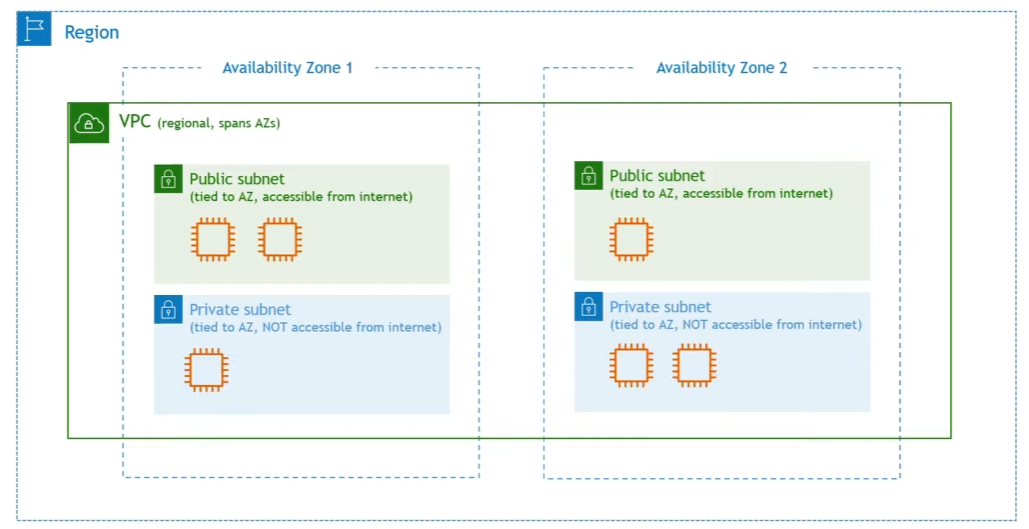 Region
Availability Zone 1
Availability Zone 2
VPC (regional, spans AZs)
Public subnet
(tied to AZ, accessible from internet)
Public subnet
(tied to AZ, accessible from internet)
Private subnet
(tied to AZ, NOT accessible from internet)
Private subnet
(tied to AZ, NOT accessible from internet)